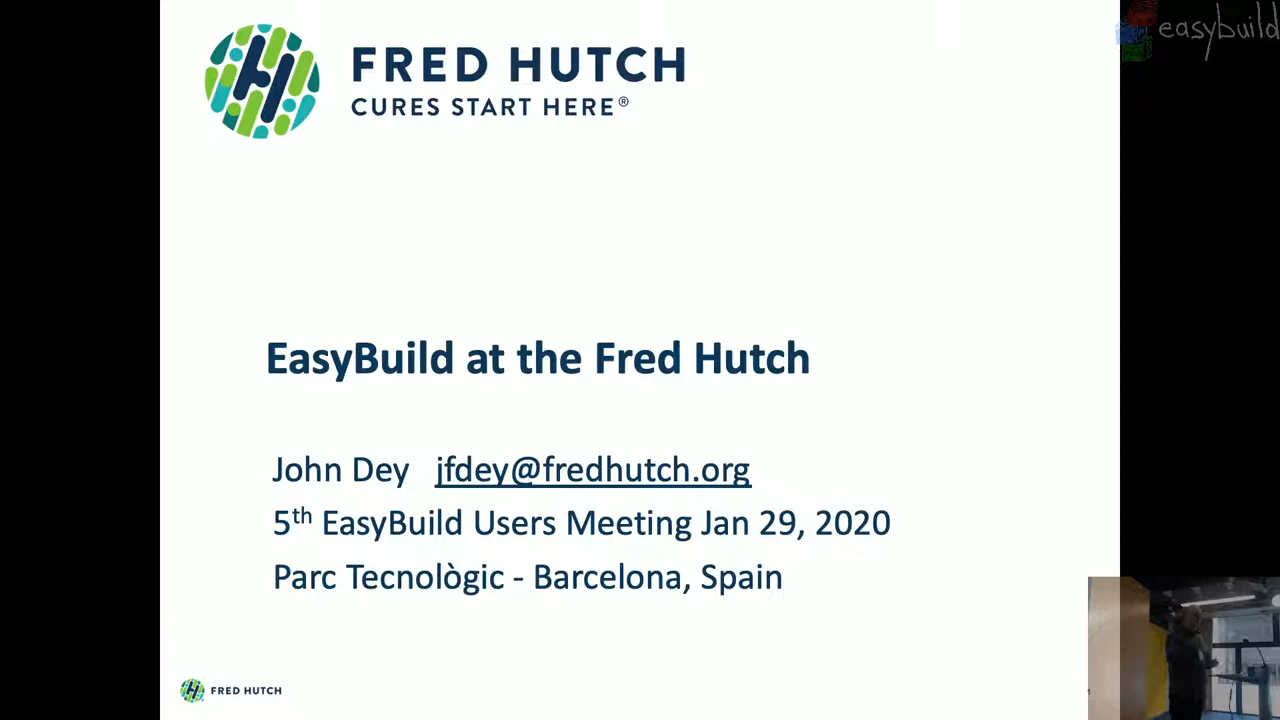 FRED HUTCH
CURES START HERE®
easybuild
EasyBuild at the Fred Hutch
John Dey jfdey@fredhutch.org
5th EasyBuild Users Meeting Jan 29, 2020
Parc Tecnològic - Barcelona, Spain
FRED HUTCH
1